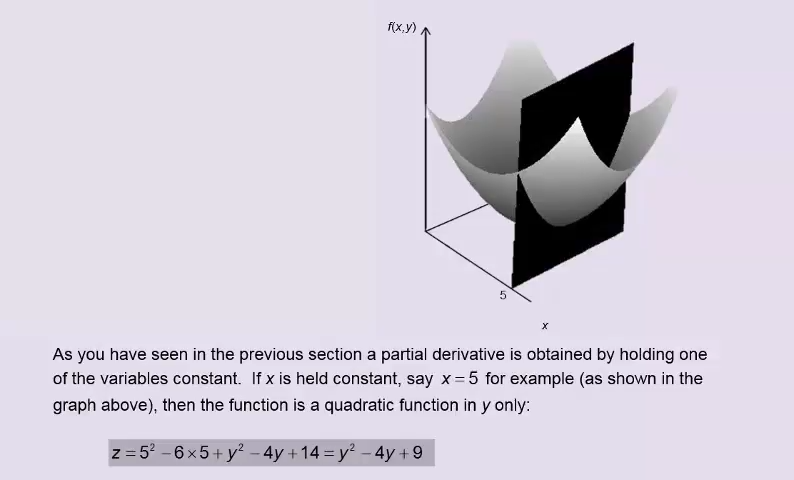 f(x,y)
5
x
As you have seen in the previous section a partial derivative is obtained by holding one
of the variables constant. If x is held constant, say x = 5 for example (as shown in the
graph above), then the function is a quadratic function in y only:
z = 5² − 6 × 5 + y² − 4y + 14 = y² − 4y + 9